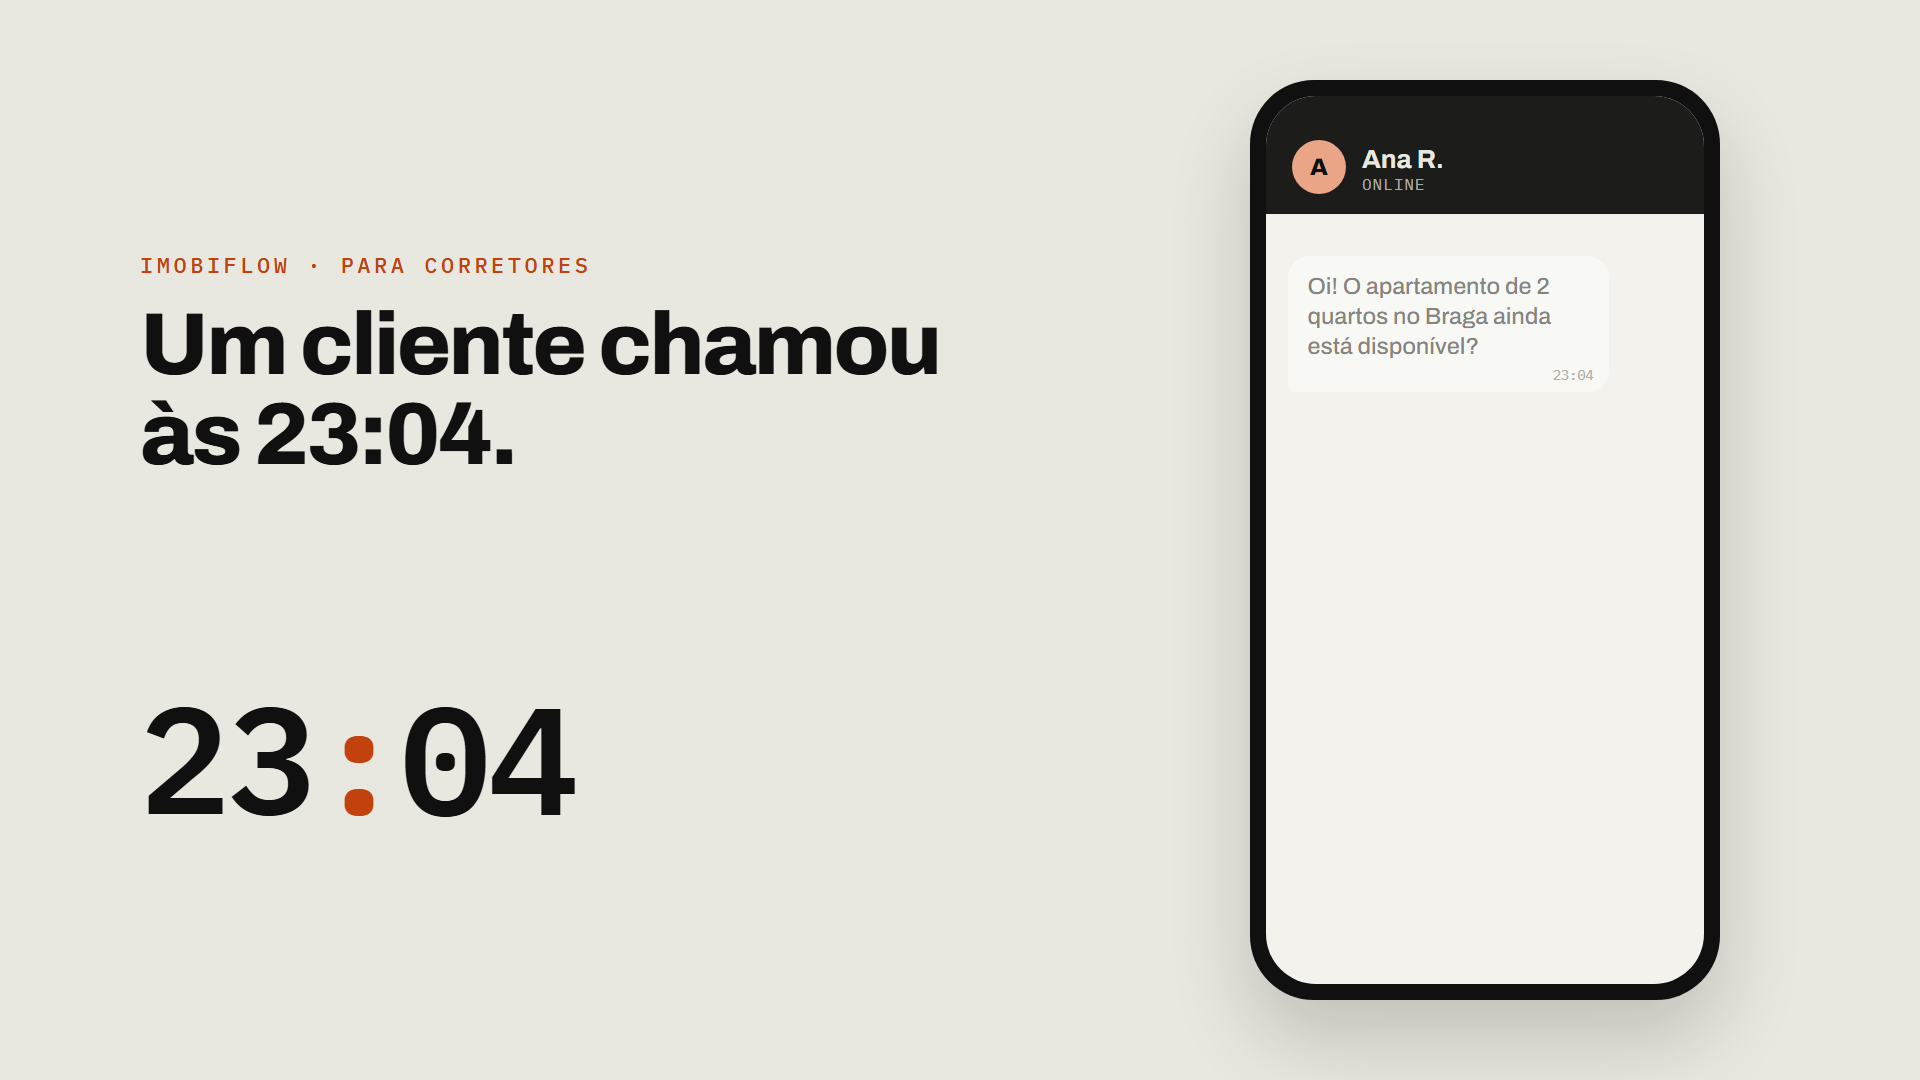 IMOBIFLOW · PARA CORRETORES
Um cliente chamou
às 23:04.
23:04
A
Ana R.
ONLINE
Oi! O apartamento de 2
quartos no Braga ainda
está disponível?
23:04